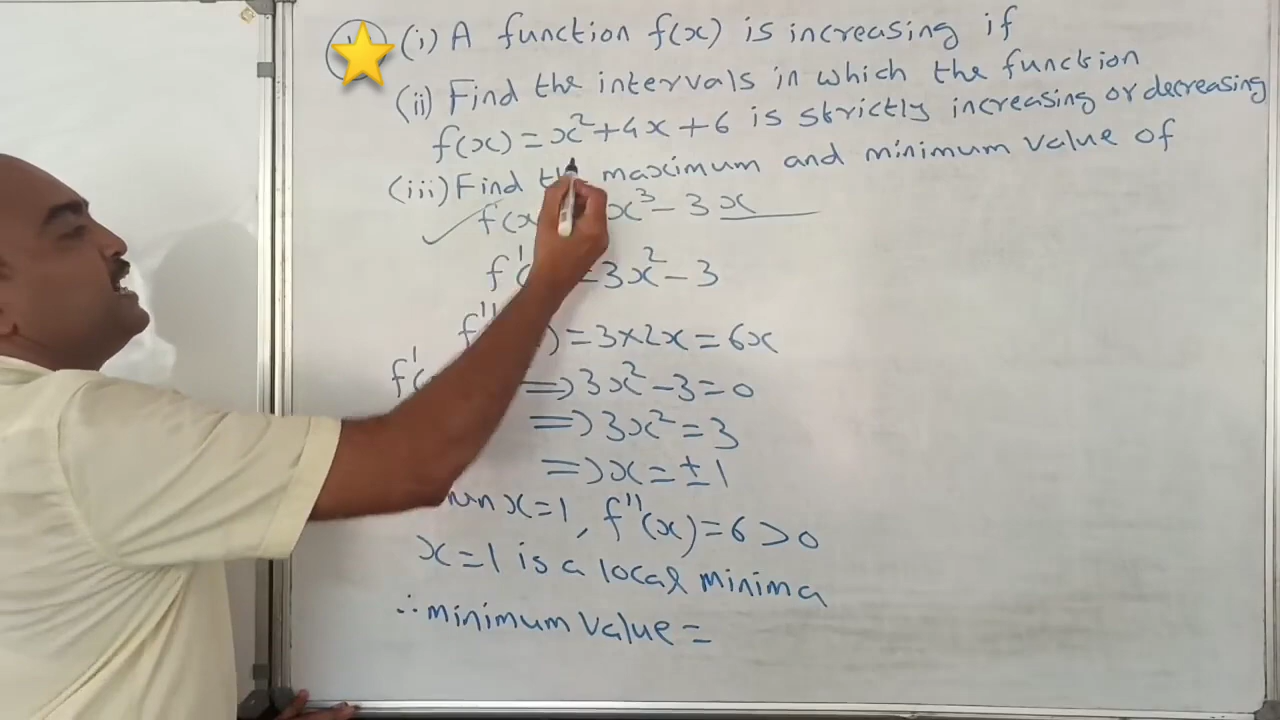 (i) A function f(x) is increasing if
(ii) Find the intervals in which the function
f(x) = x²+4x+6 is strictly increasing or decreasing
(iii) Find maximum and minimum value of
f(x x³ - 3x
f'( = 3x² - 3
f'' ) = 3×2x = 6x
f'( ⇒ 3x² - 3 = 0
⇒ 3x² = 3
⇒ x = ± 1
x = 1, f''(x) = 6 > 0
x = 1 is a local minima
∴ minimum value =